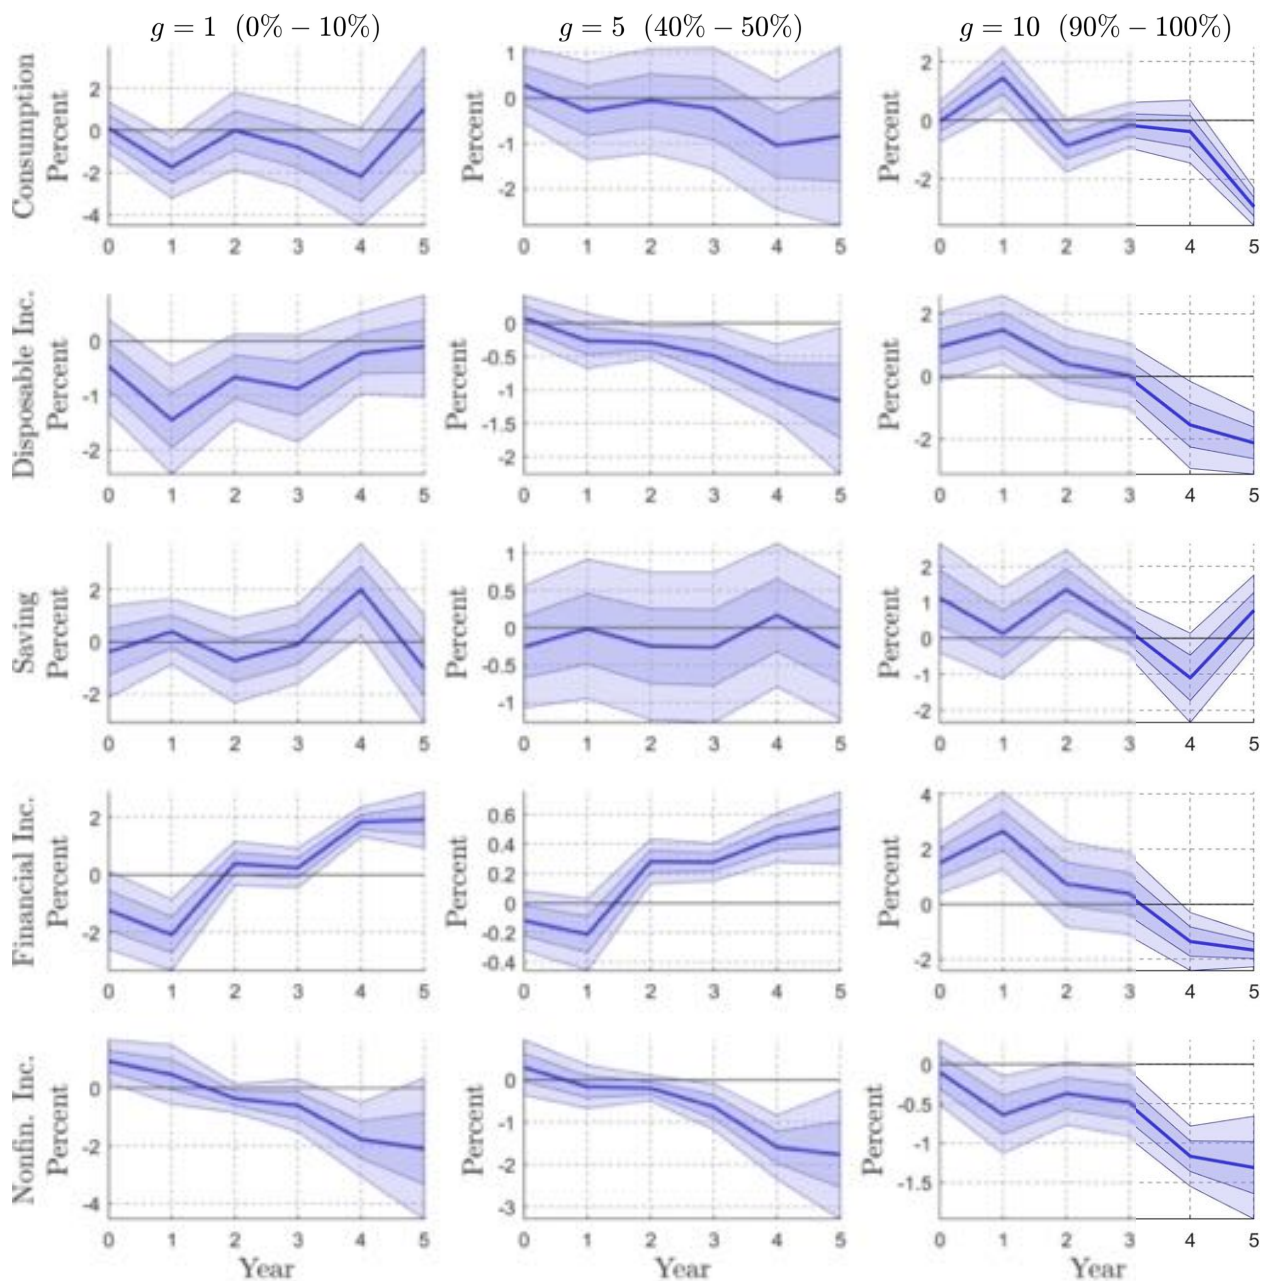 g = 1 (0% − 10%) g = 5 (40% − 50%) g = 10 (90% − 100%)
Consumption
Percent
2
0
-2
-4
0 1 2 3 4 5
Percent
1
0
-1
-2
0 1 2 3 4 5
Percent
2
0
-2
0 1 2 3 4 5
Disposable Inc.
Percent
0
-1
-2
0 1 2 3 4 5
Percent
0
-0.5
-1
-1.5
-2
0 1 2 3 4 5
Percent
2
0
-2
0 1 2 3 4 5
Saving
Percent
2
0
-2
0 1 2 3 4 5
Percent
1
0.5
0
-0.5
-1
0 1 2 3 4 5
Percent
2
1
0
-1
-2
0 1 2 3 4 5
Financial Inc.
Percent
2
0
-2
0 1 2 3 4 5
Percent
0.6
0.4
0.2
0
-0.2
-0.4
0 1 2 3 4 5
Percent
4
2
0
-2
0 1 2 3 4 5
Nonfin. Inc.
Percent
0
-2
-4
0 1 2 3 4 5
Year
Percent
0
-1
-2
-3
0 1 2 3 4 5
Year
Percent
0
-0.5
-1
-1.5
0 1 2 3 4 5
Year